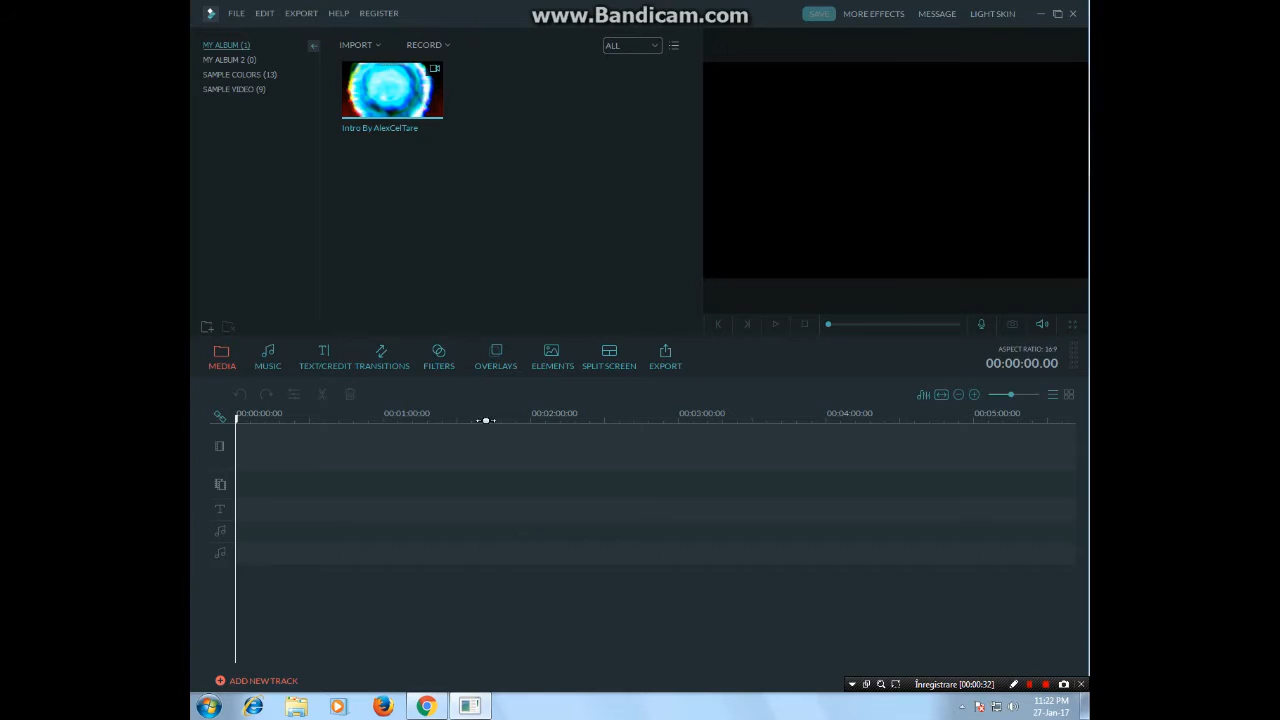 www.Bandicam.com
FILE EDIT EXPORT HELP REGISTER SAVE MORE EFFECTS MESSAGE LIGHT SKIN
MY ALBUM (1)
MY ALBUM 2 (0)
SAMPLE COLORS (13)
SAMPLE VIDEO (9)
IMPORT RECORD ALL
Intro By AlexCelTare
MEDIA MUSIC TEXT/CREDIT TRANSITIONS FILTERS OVERLAYS ELEMENTS SPLIT SCREEN EXPORT
ASPECT RATIO: 16:9
00:00:00.00
00:00:00:00 00:01:00:00 00:02:00:00 00:03:00:00 00:04:00:00 00:05:00:00
ADD NEW TRACK
Înregistrare [00:00:32]
11:22 PM
27-Jan-17